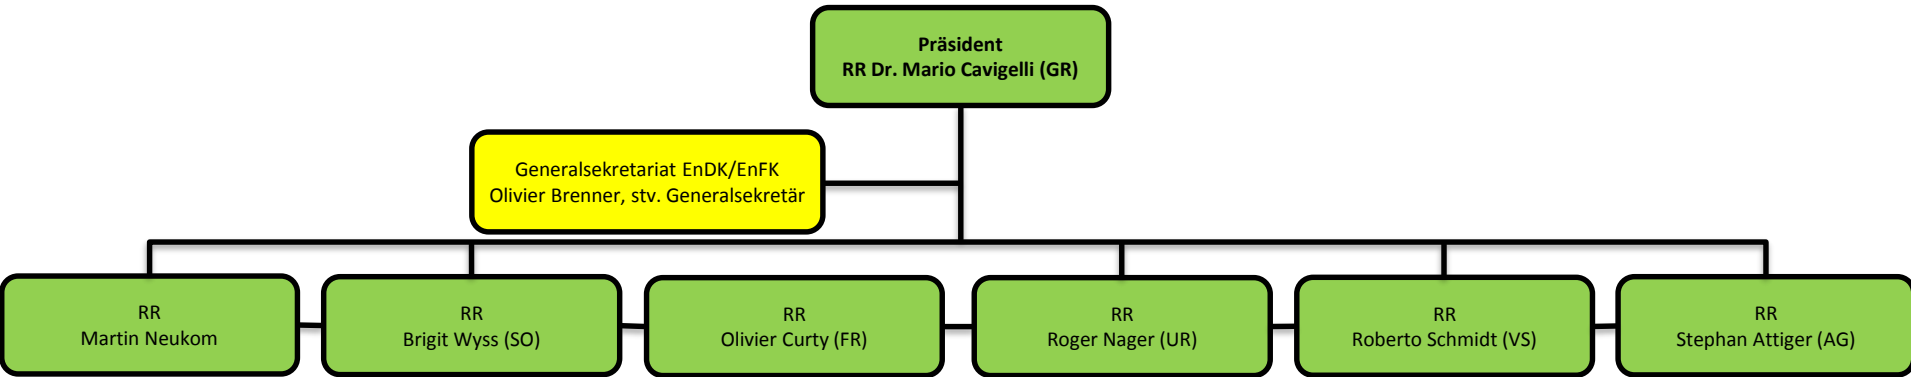 Präsident
RR Dr. Mario Cavigelli (GR)
Generalsekretariat EnDK/EnFK
Olivier Brenner, stv. Generalsekretär
RR
Martin Neukom
RR
Brigit Wyss (SO)
RR
Olivier Curty (FR)
RR
Roger Nager (UR)
RR
Roberto Schmidt (VS)
RR
Stephan Attiger (AG)